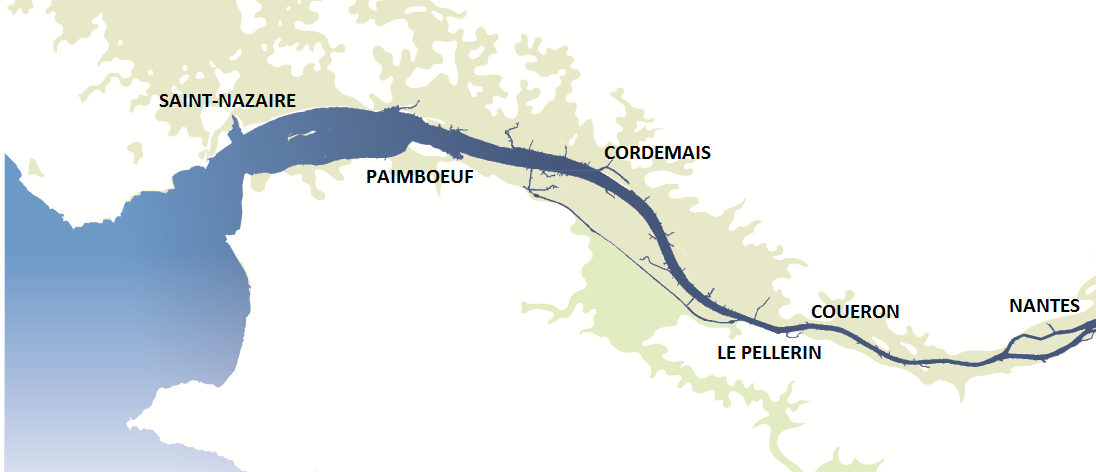 SAINT-NAZAIRE
CORDEMAIS
PAIMBOEUF
NANTES
COUERON
LE PELLERIN